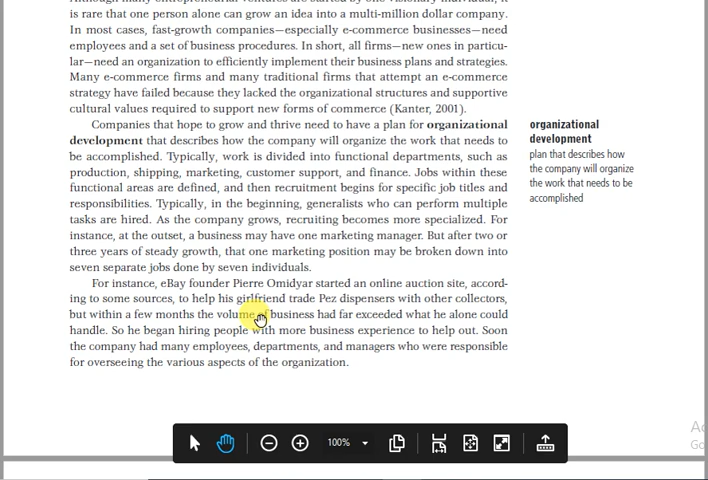 Although many entrepreneurial ventures are started by one visionary individual, it
is rare that one person alone can grow an idea into a multi-million dollar company.
In most cases, fast-growth companies—especially e-commerce businesses—need
employees and a set of business procedures. In short, all firms—new ones in particu-
lar—need an organization to efficiently implement their business plans and strategies.
Many e-commerce firms and many traditional firms that attempt an e-commerce
strategy have failed because they lacked the organizational structures and supportive
cultural values required to support new forms of commerce (Kanter, 2001).
Companies that hope to grow and thrive need to have a plan for organizational
development that describes how the company will organize the work that needs to
be accomplished. Typically, work is divided into functional departments, such as
production, shipping, marketing, customer support, and finance. Jobs within these
functional areas are defined, and then recruitment begins for specific job titles and
responsibilities. Typically, in the beginning, generalists who can perform multiple
tasks are hired. As the company grows, recruiting becomes more specialized. For
instance, at the outset, a business may have one marketing manager. But after two or
three years of steady growth, that one marketing position may be broken down into
seven separate jobs done by seven individuals.
For instance, eBay founder Pierre Omidyar started an online auction site, accord-
ing to some sources, to help his girlfriend trade Pez dispensers with other collectors,
but within a few months the volume of business had far exceeded what he alone could
handle. So he began hiring people with more business experience to help out. Soon
the company had many employees, departments, and managers who were responsible
for overseeing the various aspects of the organization.
organizational
development
plan that describes how
the company will organize
the work that needs to be
accomplished
100%